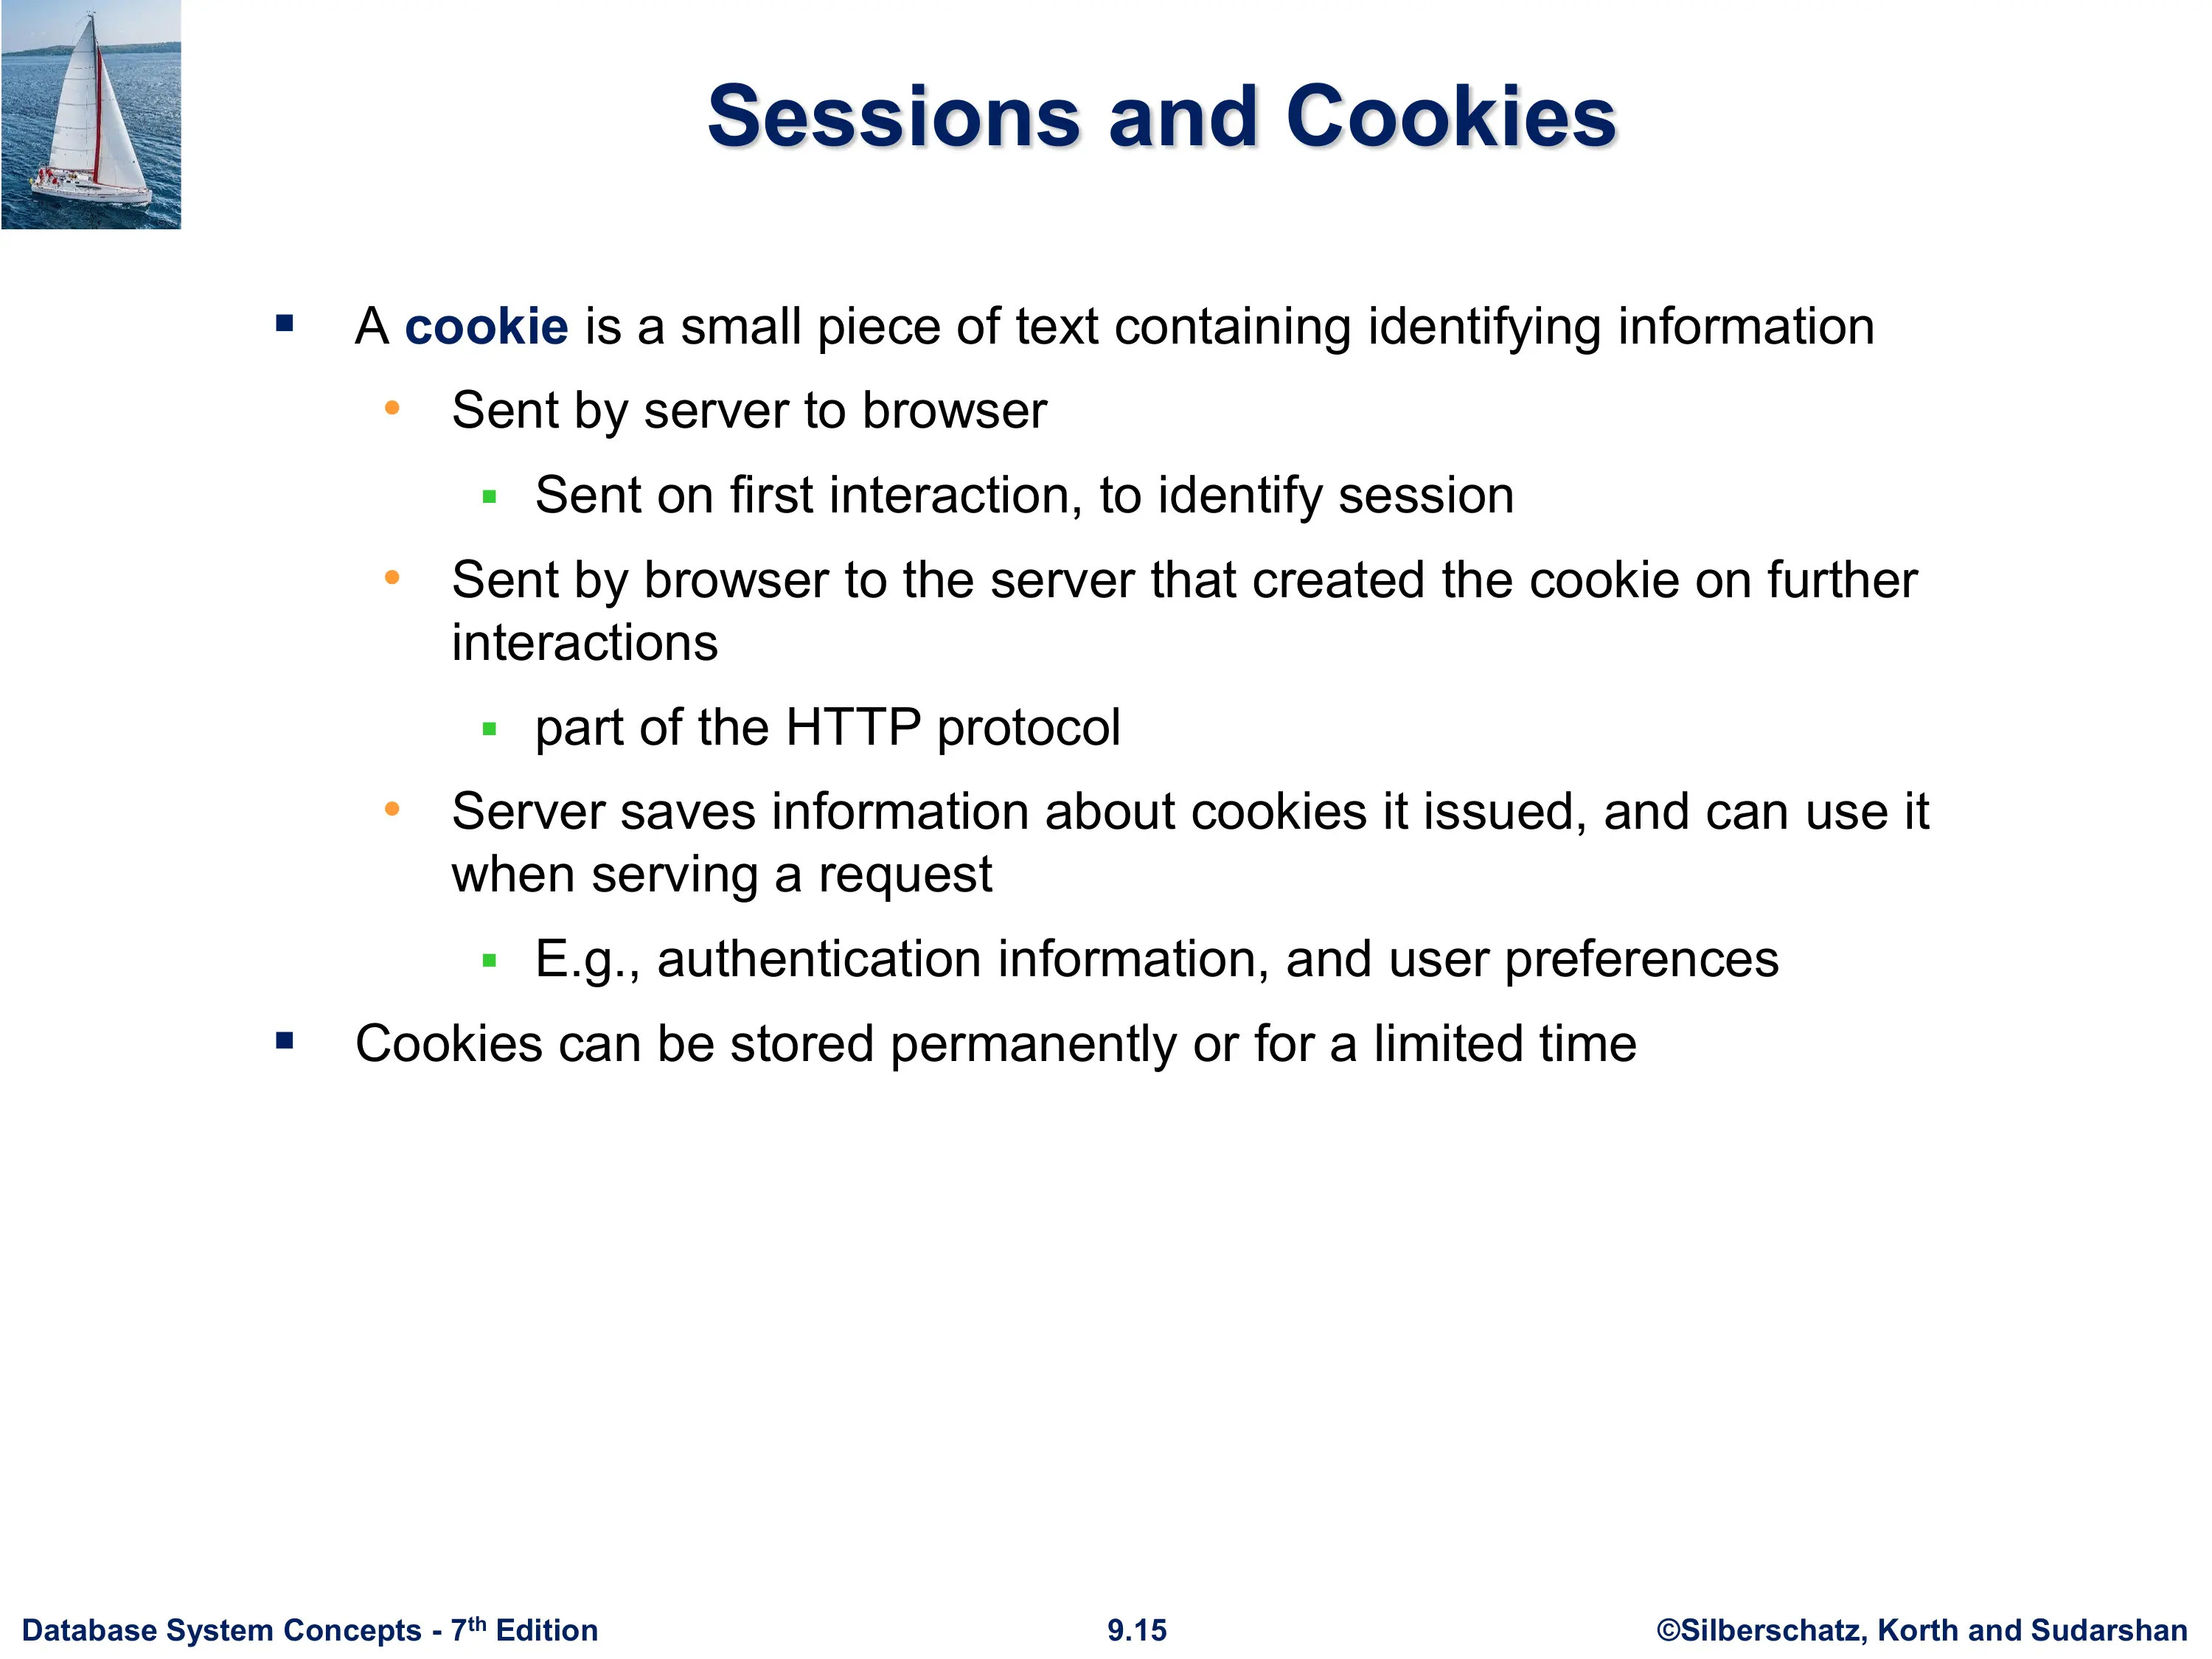 Sessions and Cookies
▪ A cookie is a small piece of text containing identifying information
• Sent by server to browser
▪ Sent on first interaction, to identify session
• Sent by browser to the server that created the cookie on further
interactions
▪ part of the HTTP protocol
• Server saves information about cookies it issued, and can use it
when serving a request
▪ E.g., authentication information, and user preferences
▪ Cookies can be stored permanently or for a limited time
Database System Concepts - 7th Edition
9.15
©Silberschatz, Korth and Sudarshan